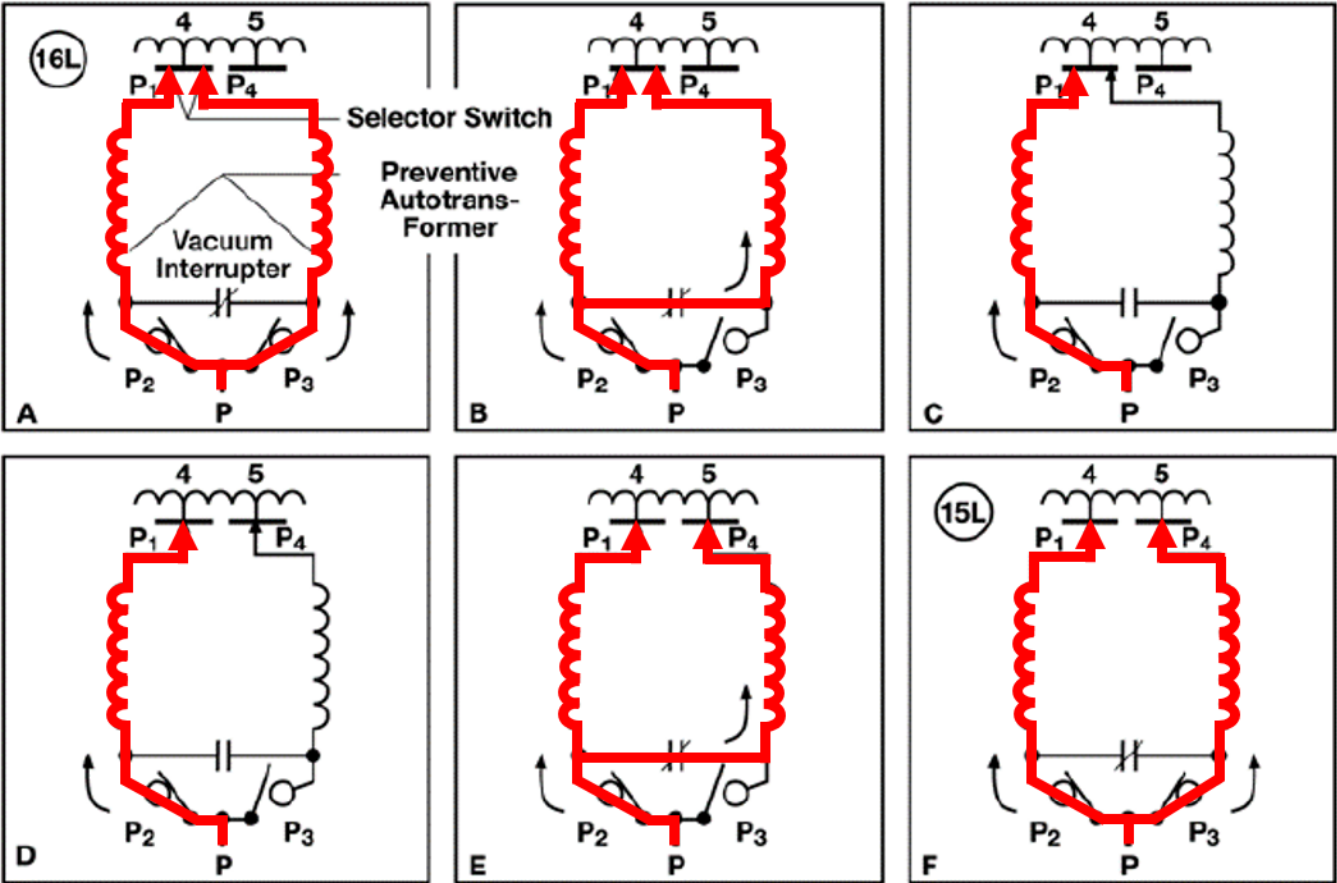 4 5
16L
P1 P4
Selector Switch
Preventive
Autotrans-
Former
Vacuum
Interrupter
P2 P3
P
A
4 5
P1 P4
P2 P3
P
B
4 5
P1 P4
P2 P3
P
C
4 5
P1 P4
P2 P3
P
D
4 5
P1 P4
P2 P3
P
E
4 5
15L
P1 P4
P2 P3
P
F